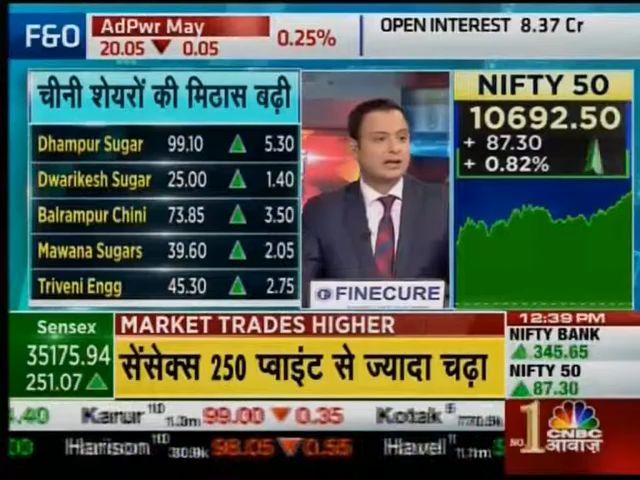 F&O
AdPwr May
20.05 ▼ 0.05
0.25%
OPEN INTEREST 8.37 Cr
चीनी शेयरों की मिठास बढ़ी
Dhampur Sugar 99.10 ▲ 5.30
Dwarikesh Sugar 25.00 ▲ 1.40
Balrampur Chini 73.85 ▲ 3.50
Mawana Sugars 39.60 ▲ 2.05
Triveni Engg 45.30 ▲ 2.75
FINECURE
NIFTY 50
10692.50
+ 87.30
+ 0.82%
Sensex
35175.94
251.07 ▲
MARKET TRADES HIGHER
सेंसेक्स 250 प्वाइंट से ज्यादा चढ़ा
12:39 PM
NIFTY BANK
▲ 345.65
NIFTY 50
▲ 87.30
99.00 ▼ 0.35 Kotak
Harrison 98.05 ▼ 0.55 Havel
NO.1 CNBC
आवाज़